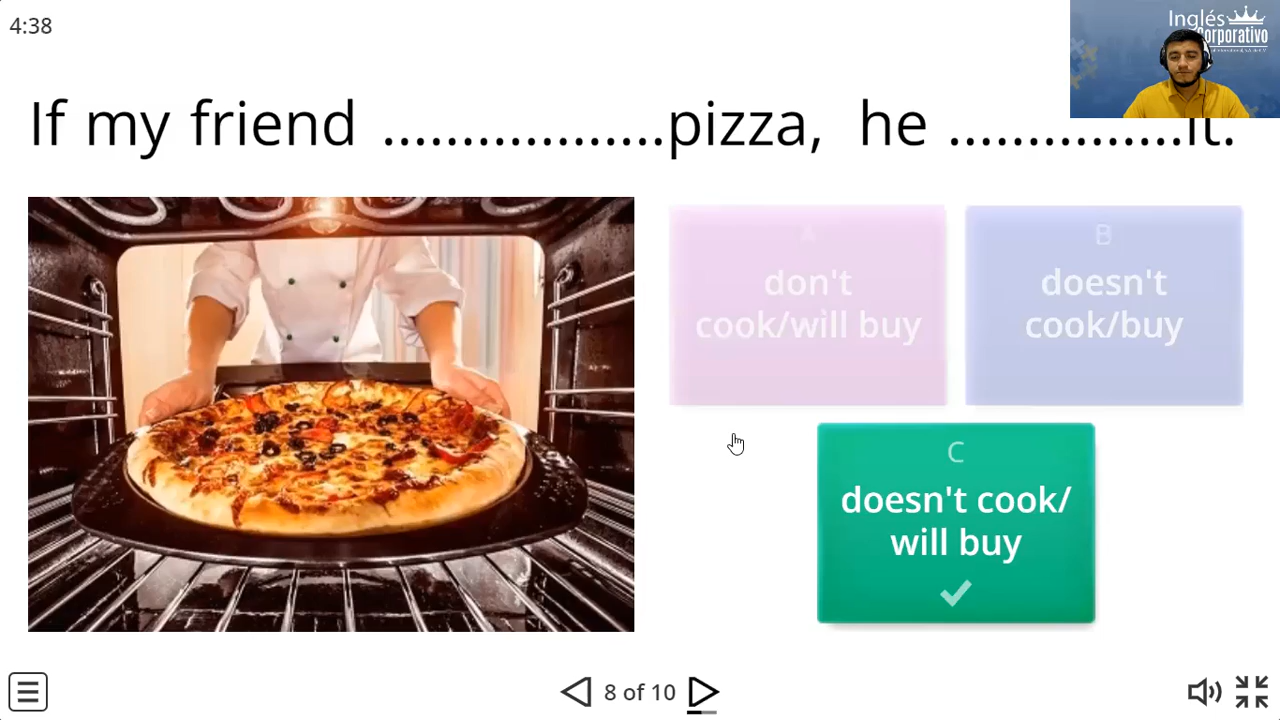 4:38
Inglés
Corporativo
If my friend ..................pizza, he ...............it.
A
don't
cook/will buy
B
doesn't
cook/buy
C
doesn't cook/
will buy
8 of 10